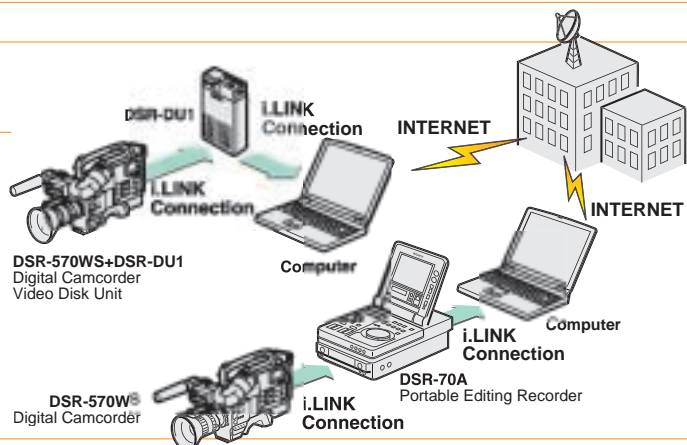 DSR-DU1
i.LINK
Connection
INTERNET
i.LINK
Connection
INTERNET
DSR-570WS+DSR-DU1
Digital Camcorder
Video Disk Unit
Computer
Computer
i.LINK
Connection
DSR-70A
Portable Editing Recorder
DSR-570WS
Digital Camcorder
i.LINK
Connection